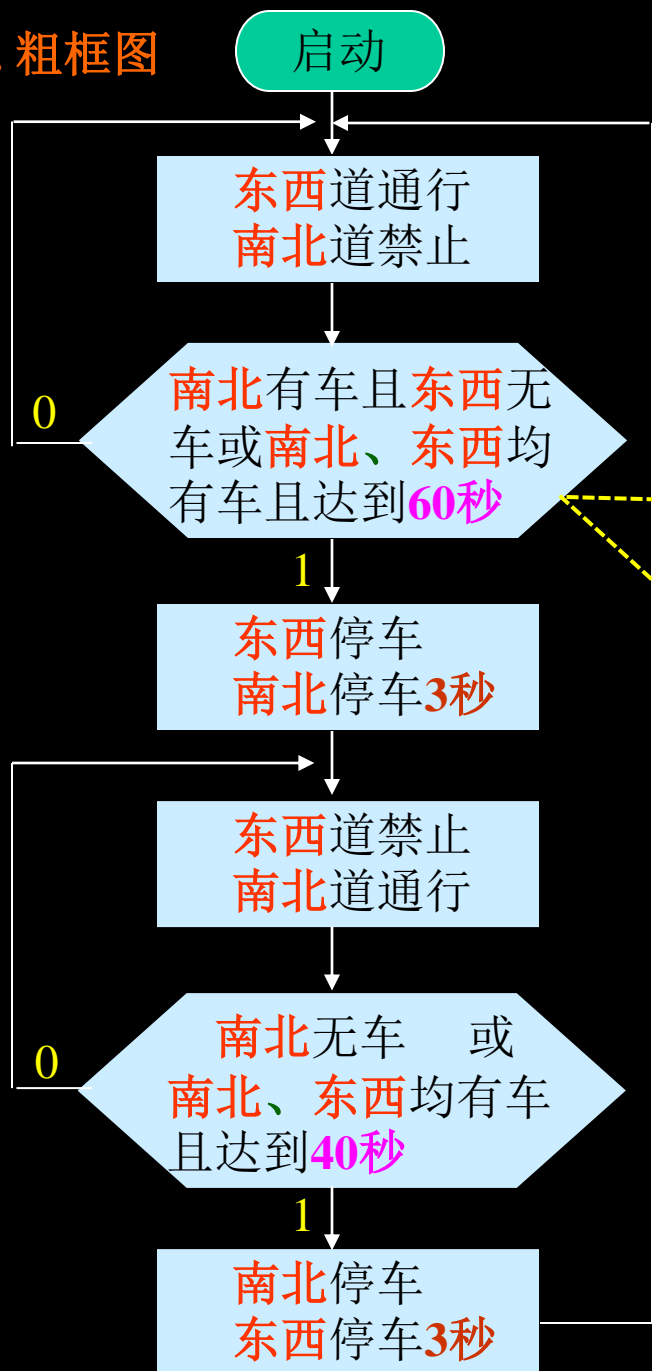 粗框图
启动
东西道通行
南北道禁止
南北有车且东西无
车或南北、东西均
有车且达到60秒
0
1
东西停车
南北停车3秒
东西道禁止
南北道通行
南北无车 或
南北、东西均有车
且达到40秒
0
1
南北停车
东西停车3秒